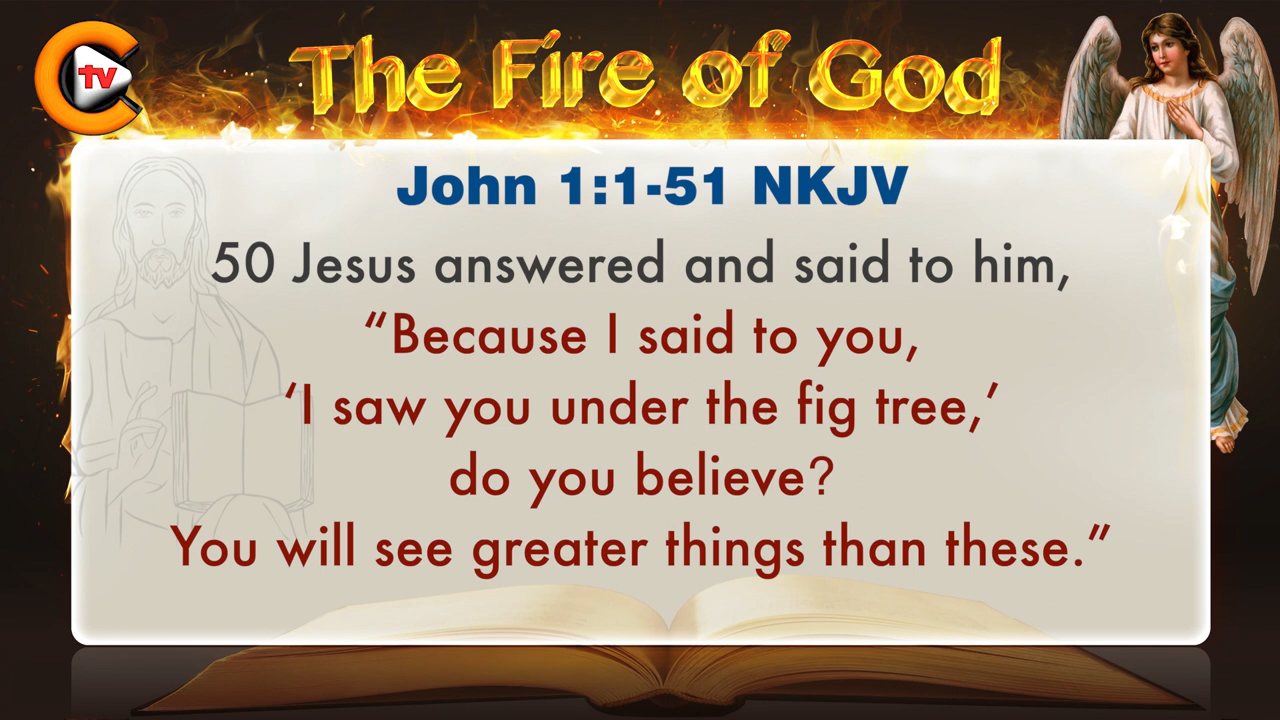 tv
The Fire of God
John 1:1-51 NKJV
50 Jesus answered and said to him,
“Because I said to you,
‘I saw you under the fig tree,’
do you believe?
You will see greater things than these.”